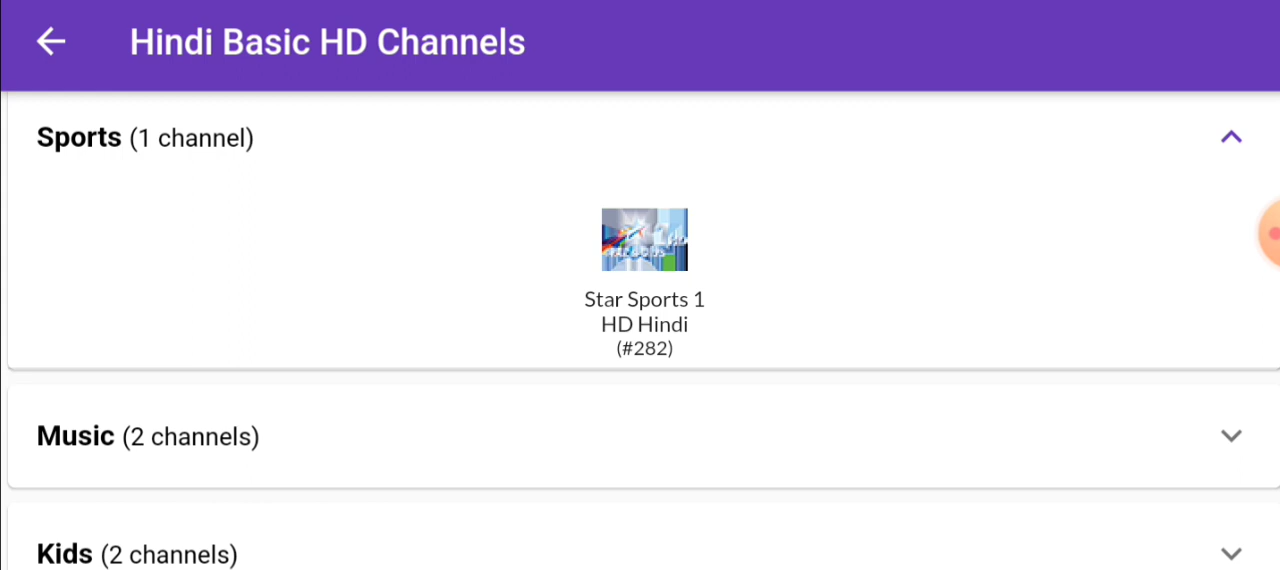 Hindi Basic HD Channels
Sports (1 channel)
Star Sports 1
HD Hindi
(#282)
Music (2 channels)
Kids (2 channels)